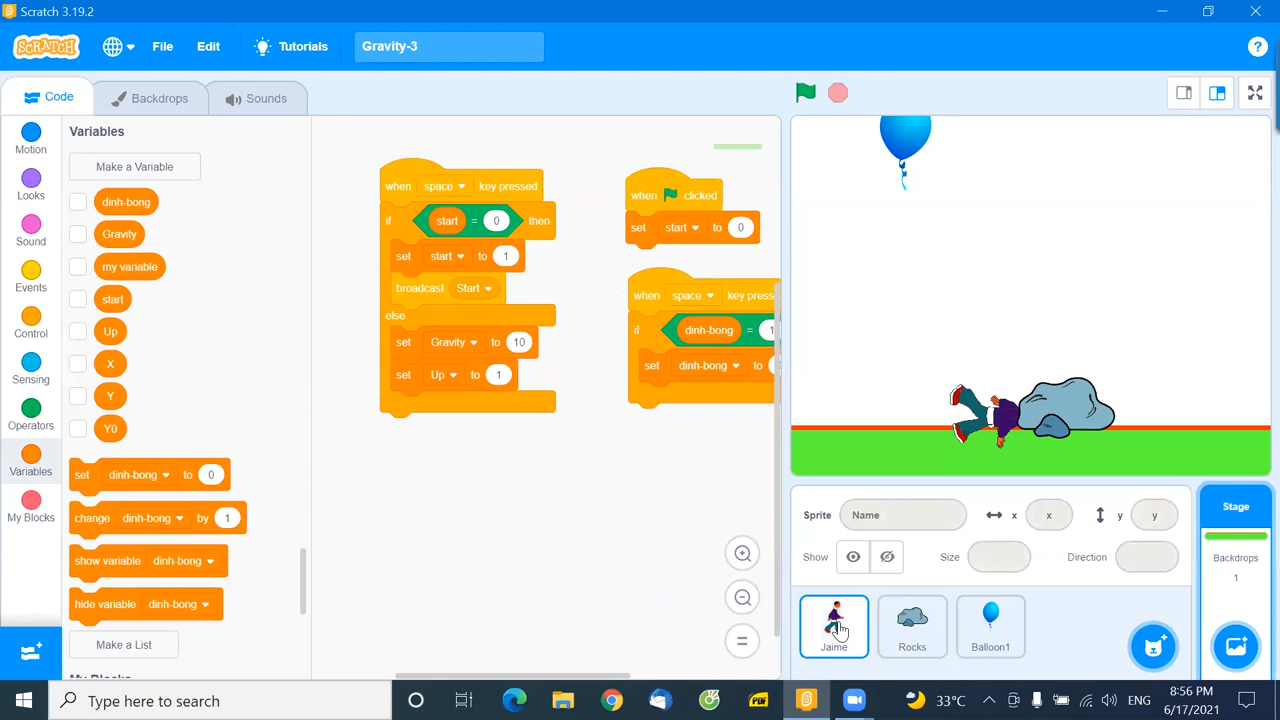 Scratch 3.19.2
SCRATCH
File
Edit
Tutorials
Gravity-3
?
Code
Backdrops
Sounds
Motion
Looks
Sound
Events
Control
Sensing
Operators
Variables
My Blocks
Variables
Make a Variable
dinh-bong
Gravity
my variable
start
Up
X
Y
Y0
set dinh-bong to 0
change dinh-bong by 1
show variable dinh-bong
hide variable dinh-bong
Make a List
My Blocks
when space key pressed
if start = 0 then
set start to 1
broadcast Start
else
set Gravity to 10
set Up to 1
when clicked
set start to 0
when space key
if dinh-bong =
set dinh-bong to
Sprite Name x x y y
Show Size Direction
Jaime
Rocks
Balloon1
Stage
Backdrops
1
Type here to search
PDF
33°C
ENG
8:56 PM
6/17/2021